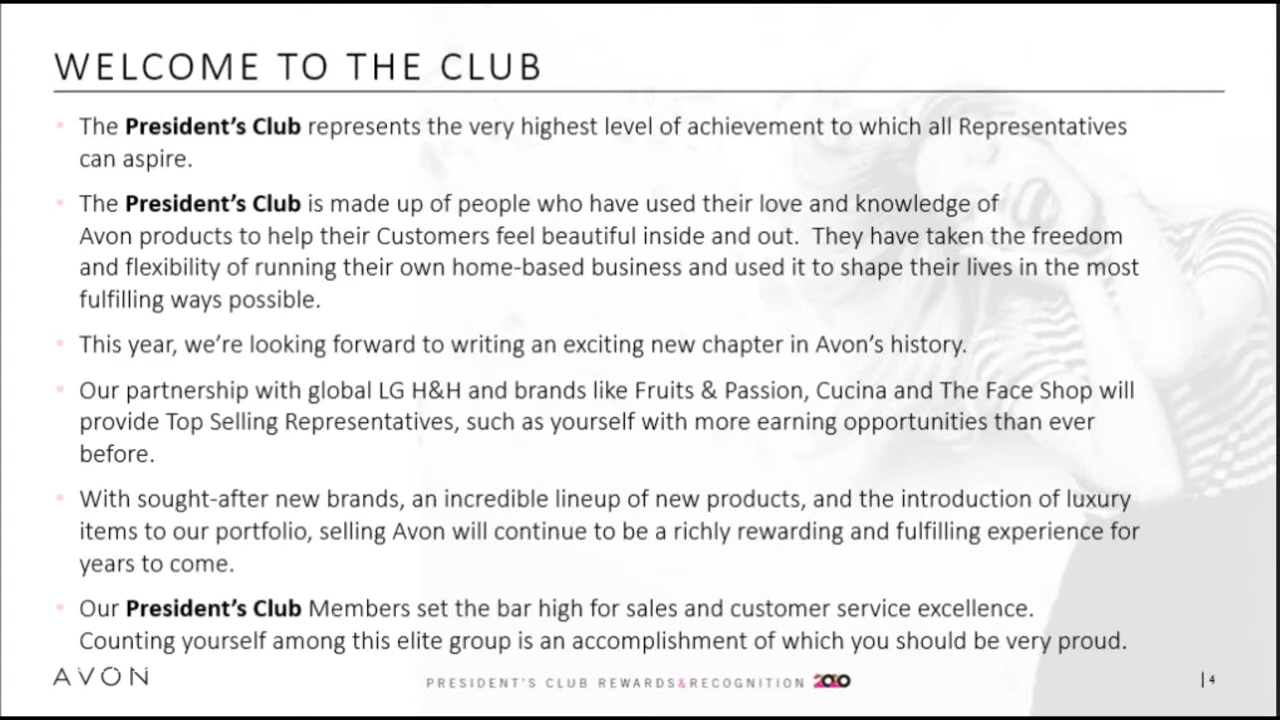 WELCOME TO THE CLUB
The President's Club represents the very highest level of achievement to which all Representatives
can aspire.
The President's Club is made up of people who have used their love and knowledge of
Avon products to help their Customers feel beautiful inside and out.  They have taken the freedom
and flexibility of running their own home-based business and used it to shape their lives in the most
fulfilling ways possible.
This year, we're looking forward to writing an exciting new chapter in Avon's history.
Our partnership with global LG H&H and brands like Fruits & Passion, Cucina and The Face Shop will
provide Top Selling Representatives, such as yourself with more earning opportunities than ever
before.
With sought-after new brands, an incredible lineup of new products, and the introduction of luxury
items to our portfolio, selling Avon will continue to be a richly rewarding and fulfilling experience for
years to come.
Our President's Club Members set the bar high for sales and customer service excellence.
Counting yourself among this elite group is an accomplishment of which you should be very proud.
AVON
PRESIDENT'S CLUB REWARDS&RECOGNITION 2020
| 4